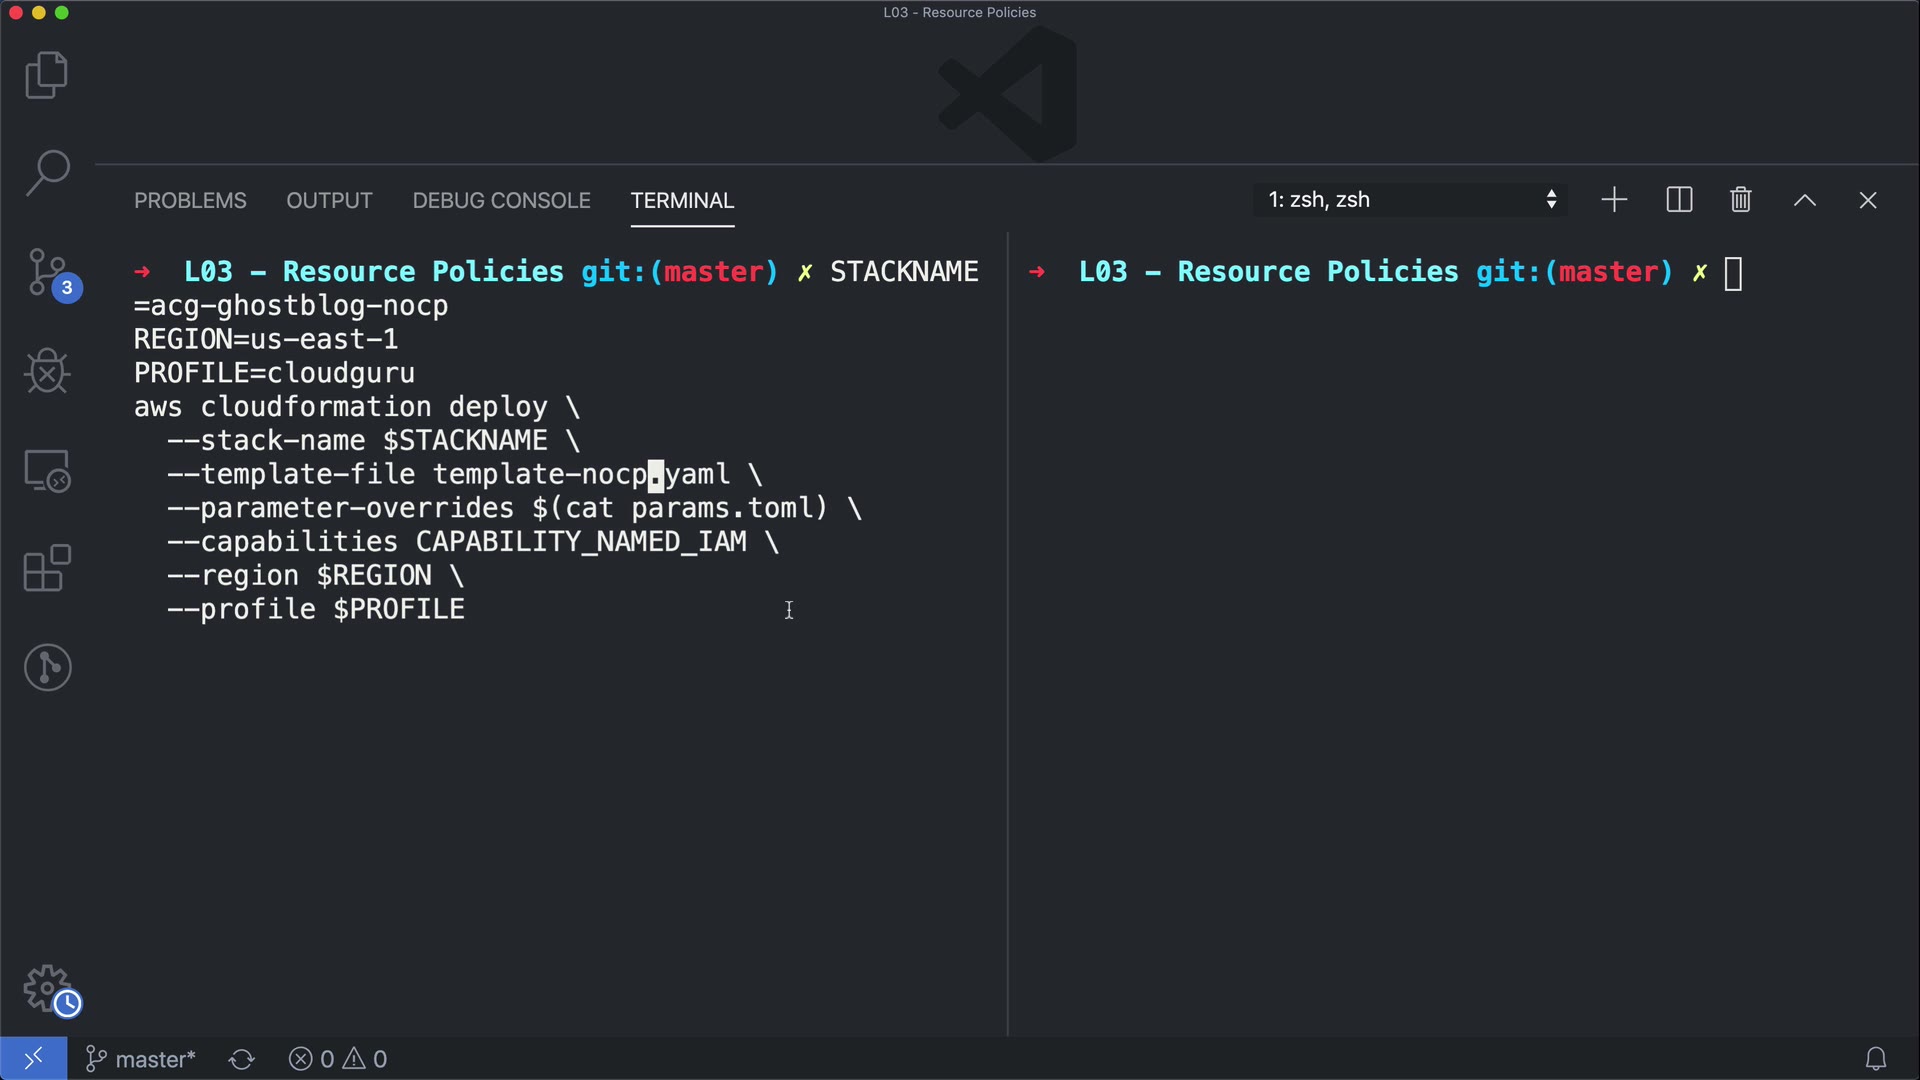 L03 - Resource Policies
PROBLEMS OUTPUT DEBUG CONSOLE TERMINAL 1: zsh, zsh
➜ L03 - Resource Policies git:(master) ✗ STACKNAME
=acg-ghostblog-nocp
REGION=us-east-1
PROFILE=cloudguru
aws cloudformation deploy \
--stack-name $STACKNAME \
--template-file template-nocp.yaml \
--parameter-overrides $(cat params.toml) \
--capabilities CAPABILITY_NAMED_IAM \
--region $REGION \
--profile $PROFILE
➜ L03 - Resource Policies git:(master) ✗
3
master* 0 0